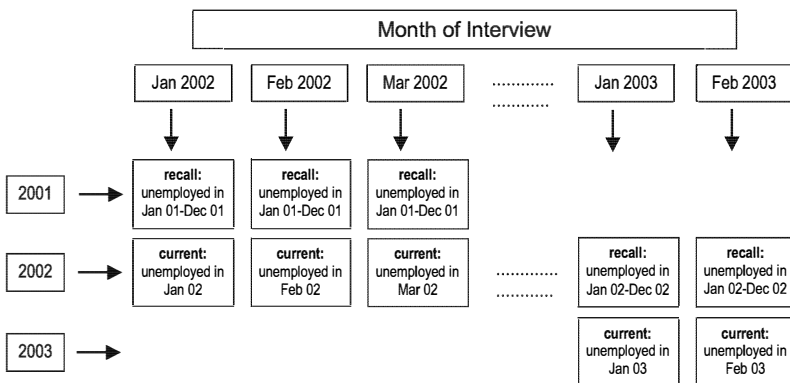 Month of Interview
Jan 2002 Feb 2002 Mar 2002 ............ Jan 2003 Feb 2003
............
2001
recall:
unemployed in
Jan 01-Dec 01
recall:
unemployed in
Jan 01-Dec 01
recall:
unemployed in
Jan 01-Dec 01
2002
current:
unemployed in
Jan 02
current:
unemployed in
Feb 02
current:
unemployed in
Mar 02
............
............
recall:
unemployed in
Jan 02-Dec 02
recall:
unemployed in
Jan 02-Dec 02
2003
current:
unemployed in
Jan 03
current:
unemployed in
Feb 03